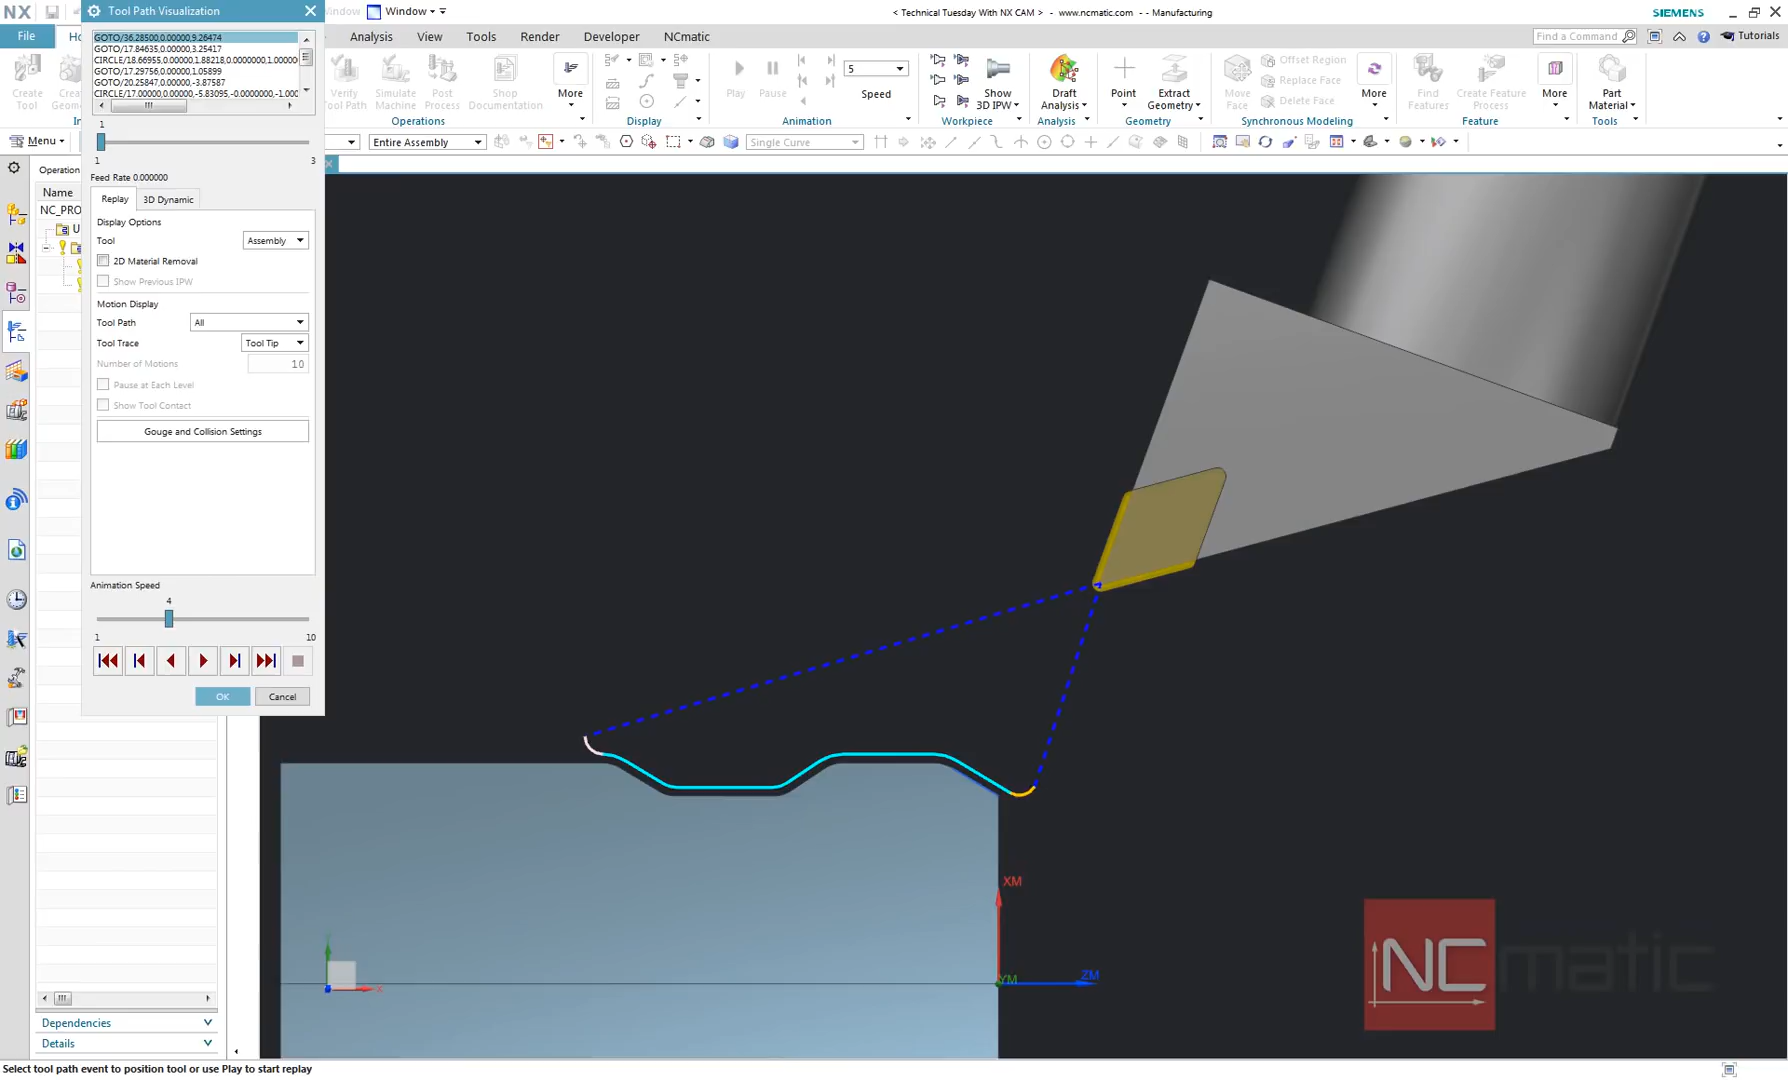 NX
Tool Path Visualization
indow
Window
< Technical Tuesday With NX CAM > - www.ncmatic.com - - Manufacturing
SIEMENS
File
Analysis
View
Tools
Render
Developer
NCmatic
Find a Command
Tutorials
GOTO/36.28500,0.00000,9.26474
GOTO/17.84635,0.00000,3.25417
CIRCLE/18.66955,0.00000,1.88218,0.0000000,1.00000
GOTO/17.29756,0.00000,1.05899
GOTO/20.25847,0.00000,-3.87587
CIRCLE/17.00000,0.00000,-5.83095,-0.0000000,-1.000
Create Tool
Create Geom
Verify Tool Path
Simulate Machine
Post Process
Shop Documentation
More
Operations
Display
Play
Pause
5
Speed
Animation
Show 3D IPW
Workpiece
Draft Analysis
Analysis
Point
Extract Geometry
Geometry
Move Face
Offset Region
Replace Face
Delete Face
More
Synchronous Modeling
Find Features
Create Feature Process
More
Feature
Part Material
Tools
Menu
Entire Assembly
Single Curve
1
1
3
Operation
Feed Rate 0.000000
Name
Replay
3D Dynamic
NC_PRO
Display Options
U
Tool
Assembly
2D Material Removal
Show Previous IPW
Motion Display
Tool Path
All
Tool Trace
Tool Tip
Number of Motions
10
Pause at Each Level
Show Tool Contact
Gouge and Collision Settings
Animation Speed
4
1
10
OK
Cancel
XM
YM
ZM
X
NCmatic
Dependencies
Details
Select tool path event to position tool or use Play to start replay